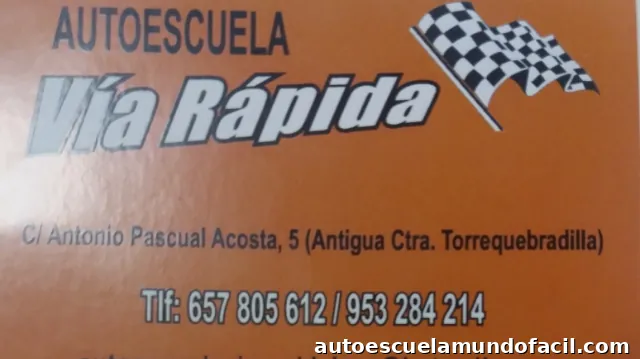 AUTOESCUELA
Vía Rápida
C/ Antonio Pascual Acosta, 5 (Antigua Ctra. Torrequebradilla)
Tlf: 657 805 612 / 953 284 214
autoescuelamundofacil.com